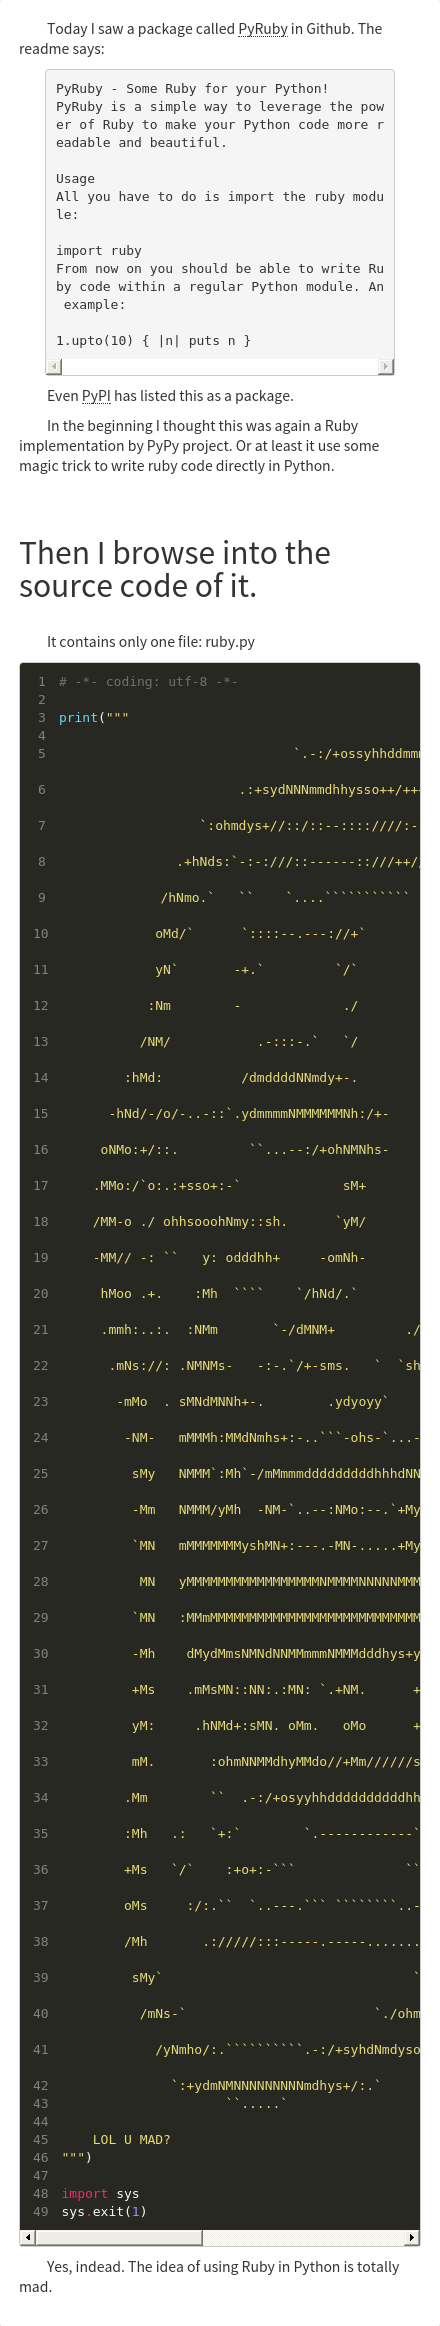 Today I saw a package called PyRuby in Github. The
readme says:
PyRuby - Some Ruby for your Python!
PyRuby is a simple way to leverage the pow
er of Ruby to make your Python code more r
eadable and beautiful.
Usage
All you have to do is import the ruby modu
le:
import ruby
From now on you should be able to write Ru
by code within a regular Python module. An
 example:
1.upto(10) { |n| puts n }
Even PyPI has listed this as a package.
In the beginning I thought this was again a Ruby
implementation by PyPy project. Or at least it use some
magic trick to write ruby code directly in Python.
Then I browse into the
source code of it.
It contains only one file: ruby.py
1 # -*- coding: utf-8 -*-
2
3 print("""
4
5                               `.-:/+ossyhhddmmm
6                        .:+sydNNNmmdhhysso++/++
7                   `:ohmdys+//::/::--::::////:-
8                .+hNds:`-:-:///::------::///++//
9              /hNmo.`   ``    `....```````````
10             oMd/`      `::::--.---://+`
11             yN`       -+.`         `/`
12            :Nm        -             ./
13           /NM/           .-:::-.`   `/
14         :hMd:          /dmddddNNmdy+-.
15       -hNd/-/o/-..-::`.ydmmmmNMMMMMMNh:/+-
16      oNMo:+/::.         ``...--:/+ohNMNhs-
17     .MMo:/`o:.:+sso+:-`             sM+
18     /MM-o ./ ohhsooohNmy::sh.      `yM/
19     -MM// -: ``   y: odddhh+     -omNh-
20      hMoo .+.    :Mh  ````    `/hNd/.`
21      .mmh:..:.  :NMm       `-/dMNM+         ./
22       .mNs://: .NMNMs-   -:-.`/+-sms.   `  `sh
23        -mMo  . sMNdMNNh+-.        .ydyoyy`
24         -NM-   mMMMh:MMdNmhs+:-..```-ohs-`...-
25          sMy   NMMM`:Mh`-/mMmmmdddddddddhhhdNN
26          -Mm   NMMM/yMh  -NM-`..--:NMo:--.`+My
27          `MN   mMMMMMMMyshMN+:---.-MN-.....+My
28           MN   yMMMMMMMMMMMMMMMMMNMMMMNNNNNMMM
29          `MN   :MMmMMMMMMMMMMMMMMMMMMMMMMMMMMM
30          -Mh    dMydMmsNMNdNNMMmmmNMMMdddhys+y
31          +Ms    .mMsMN::NN:.:MN: `.+NM.      +
32          yM:     .hNMd+:sMN. oMm.   oMo      +
33          mM.       :ohmNNMMdhyMMdo//+Mm//////s
34         .Mm        ``  .-:/+osyyhhddddddddddhh
35         :Mh   .:   `+:`        `.------------`
36         +Ms   `/`    :+o+:-```              ``
37         oMs     :/:.``  `..---.``` ````````..-
38         /Mh       .://///:::-----.-----.......
39          sMy`                                `
40           /mNs-`                        `./ohm
41             /yNmho/:.``````````.-:/+syhdNmdyso
42               `:+ydmNMNNNNNNNNNmdhys+/:.`
43                      ``.....`
44
45     LOL U MAD?
46 """)
47
48 import sys
49 sys.exit(1)
Yes, indead. The idea of using Ruby in Python is totally
mad.